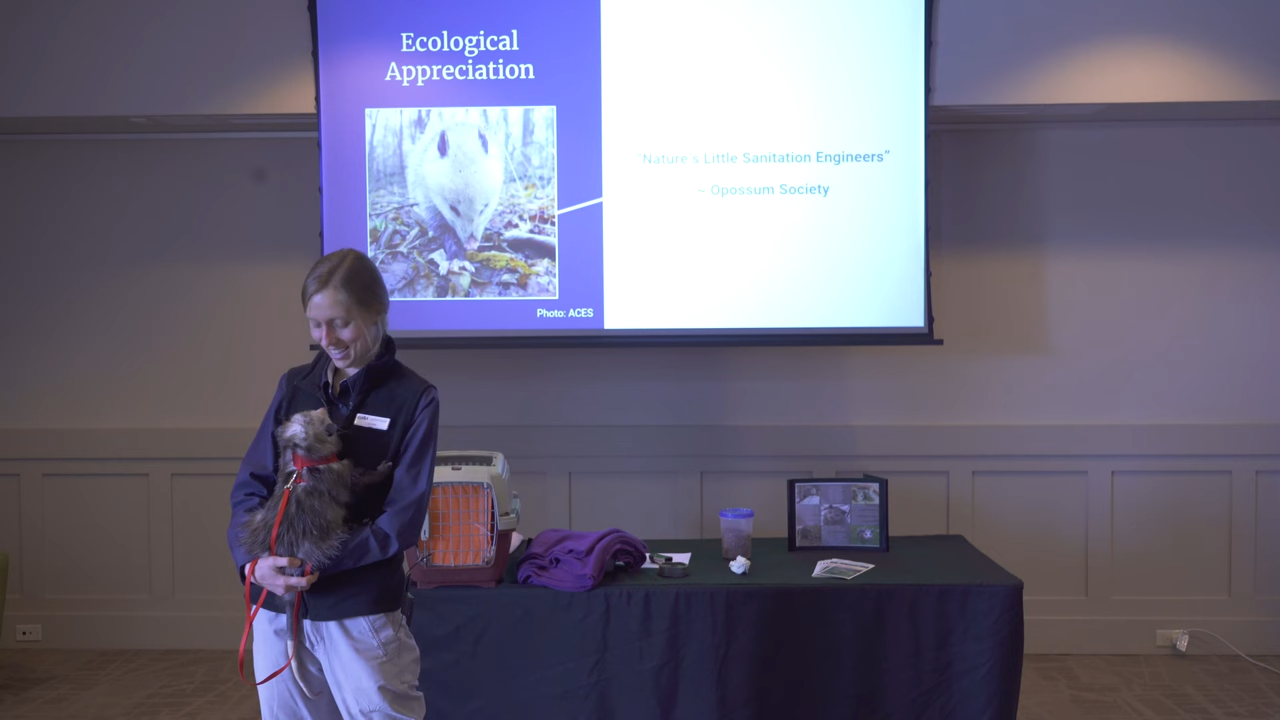 Ecological
Appreciation
"Nature's Little Sanitation Engineers"
~ Opossum Society
Photo: ACES